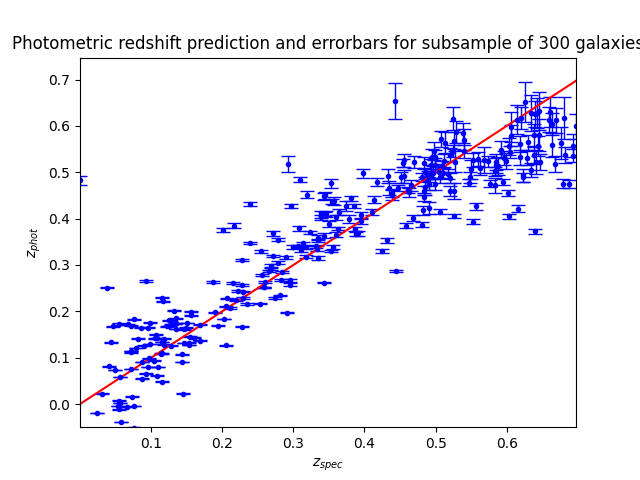 Photometric redshift prediction and errorbars for subsample of 300 galaxies
0.7
0.6
0.5
0.4
0.3
0.2
0.1
0.0
z_phot
0.1 0.2 0.3 0.4 0.5 0.6
z_spec